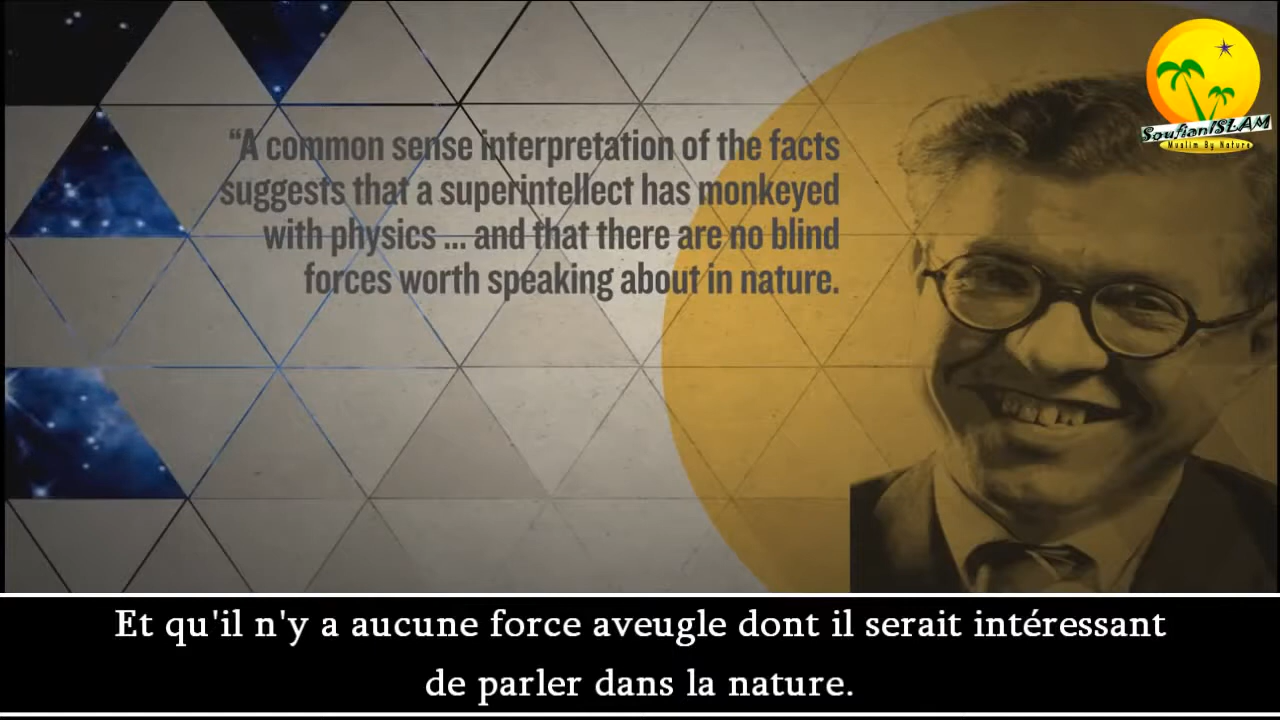 “A common sense interpretation of the facts
suggests that a superintellect has monkeyed
with physics ... and that there are no blind
forces worth speaking about in nature.
SoufianISLAM
Muslim By Nature
Et qu'il n'y a aucune force aveugle dont il serait intéressant
de parler dans la nature.